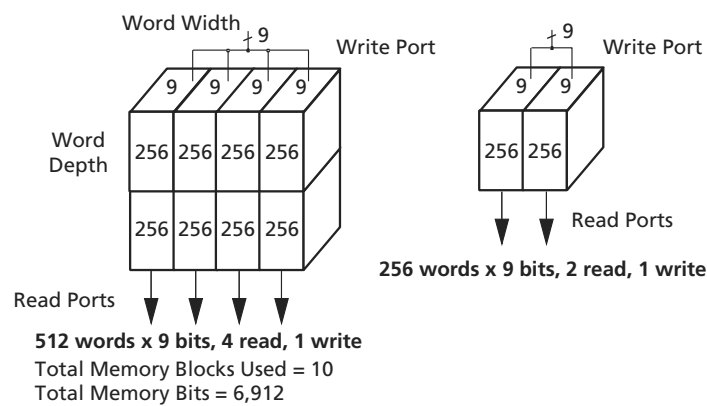 Word Width
9
Write Port
9 9 9 9
Word
Depth
256 256 256 256
256 256 256 256
Read Ports
512 words x 9 bits, 4 read, 1 write
Total Memory Blocks Used = 10
Total Memory Bits = 6,912
9
Write Port
9 9
256 256
Read Ports
256 words x 9 bits, 2 read, 1 write